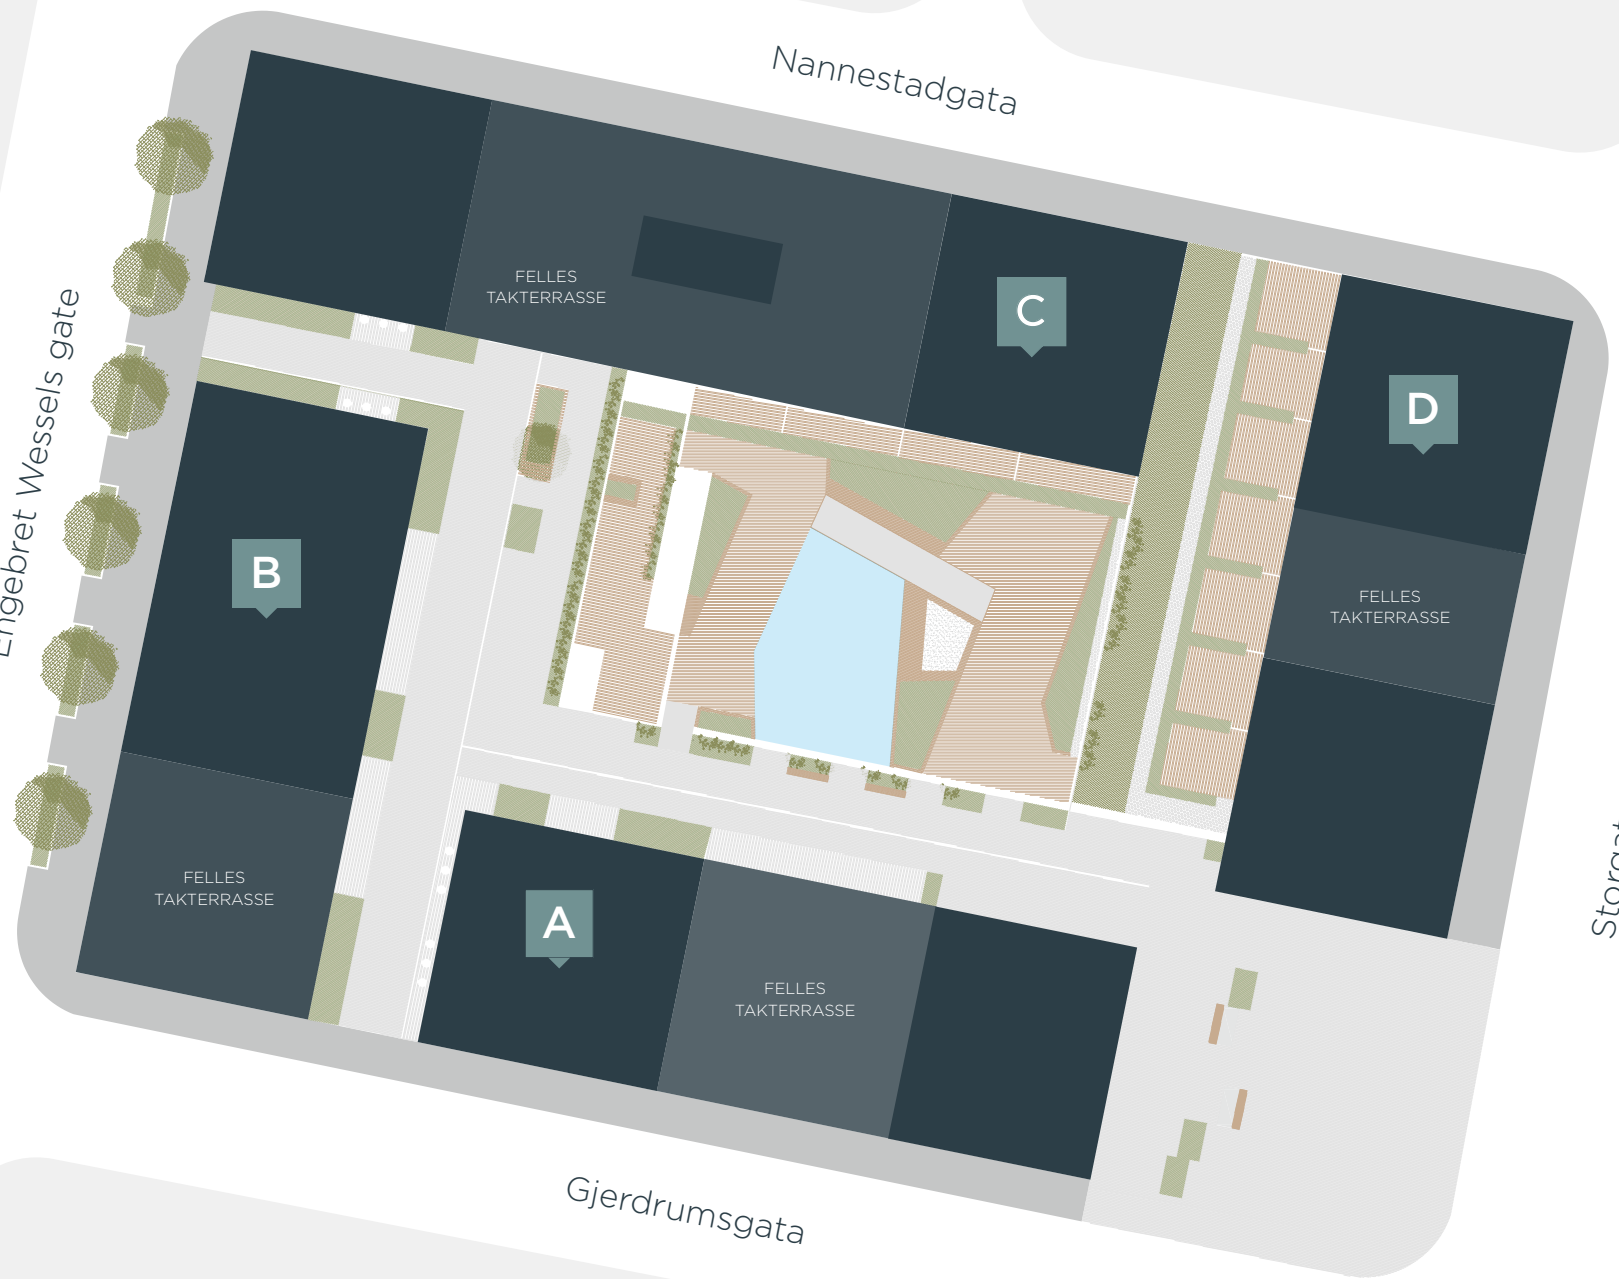 Nannestadgata
FELLES
TAKTERRASSE
C
D
Engebret Wessels gate
B
FELLES
TAKTERRASSE
FELLES
TAKTERRASSE
A
FELLES
TAKTERRASSE
Gjerdrumsgata